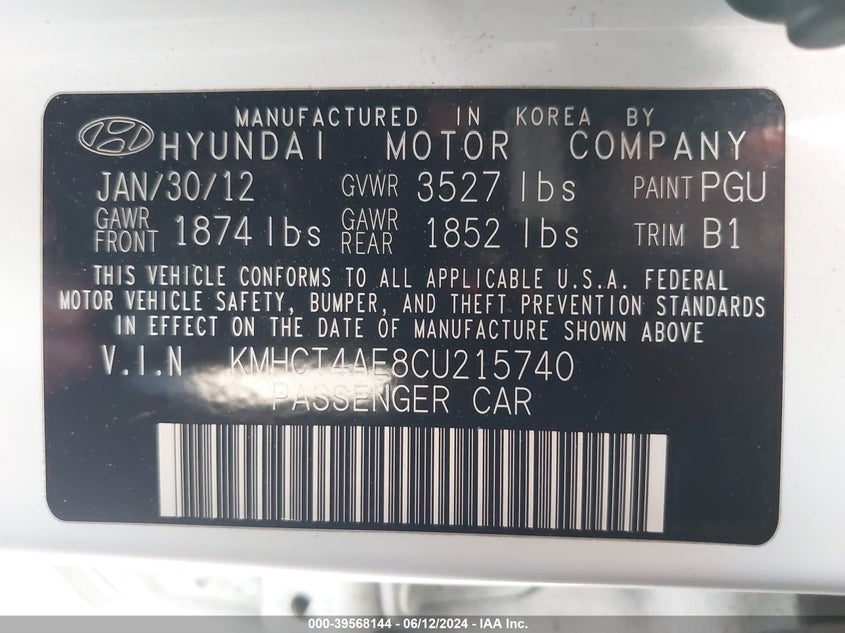 MANUFACTURED IN KOREA BY
HYUNDAI MOTOR COMPANY
JAN/30/12 GVWR 3527 lbs PAINT PGU
GAWR FRONT 1874 lbs GAWR REAR 1852 lbs TRIM B1
THIS VEHICLE CONFORMS TO ALL APPLICABLE U.S.A. FEDERAL
MOTOR VEHICLE SAFETY, BUMPER, AND THEFT PREVENTION STANDARDS
IN EFFECT ON THE DATE OF MANUFACTURE SHOWN ABOVE
V.I.N KMHCT4AE8CU215740
PASSENGER CAR
000-39568144 - 06/12/2024 - IAA Inc.